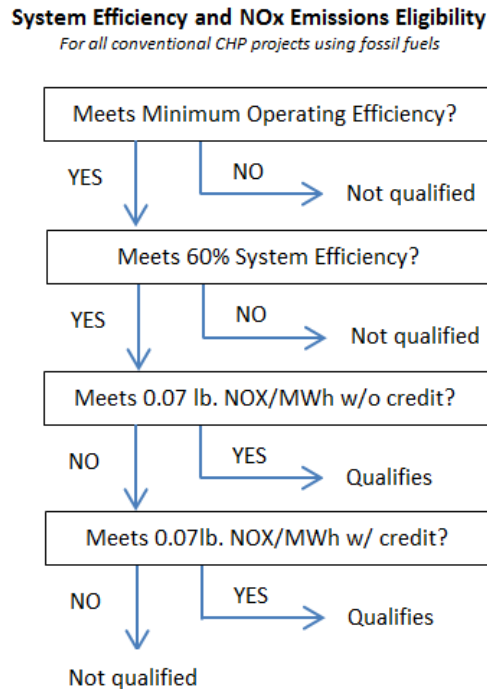 System Efficiency and NOx Emissions Eligibility
For all conventional CHP projects using fossil fuels
Meets Minimum Operating Efficiency?
YES
NO
Not qualified
Meets 60% System Efficiency?
YES
NO
Not qualified
Meets 0.07 lb. NOX/MWh w/o credit?
NO
YES
Qualifies
Meets 0.07lb. NOX/MWh w/ credit?
NO
YES
Qualifies
Not qualified